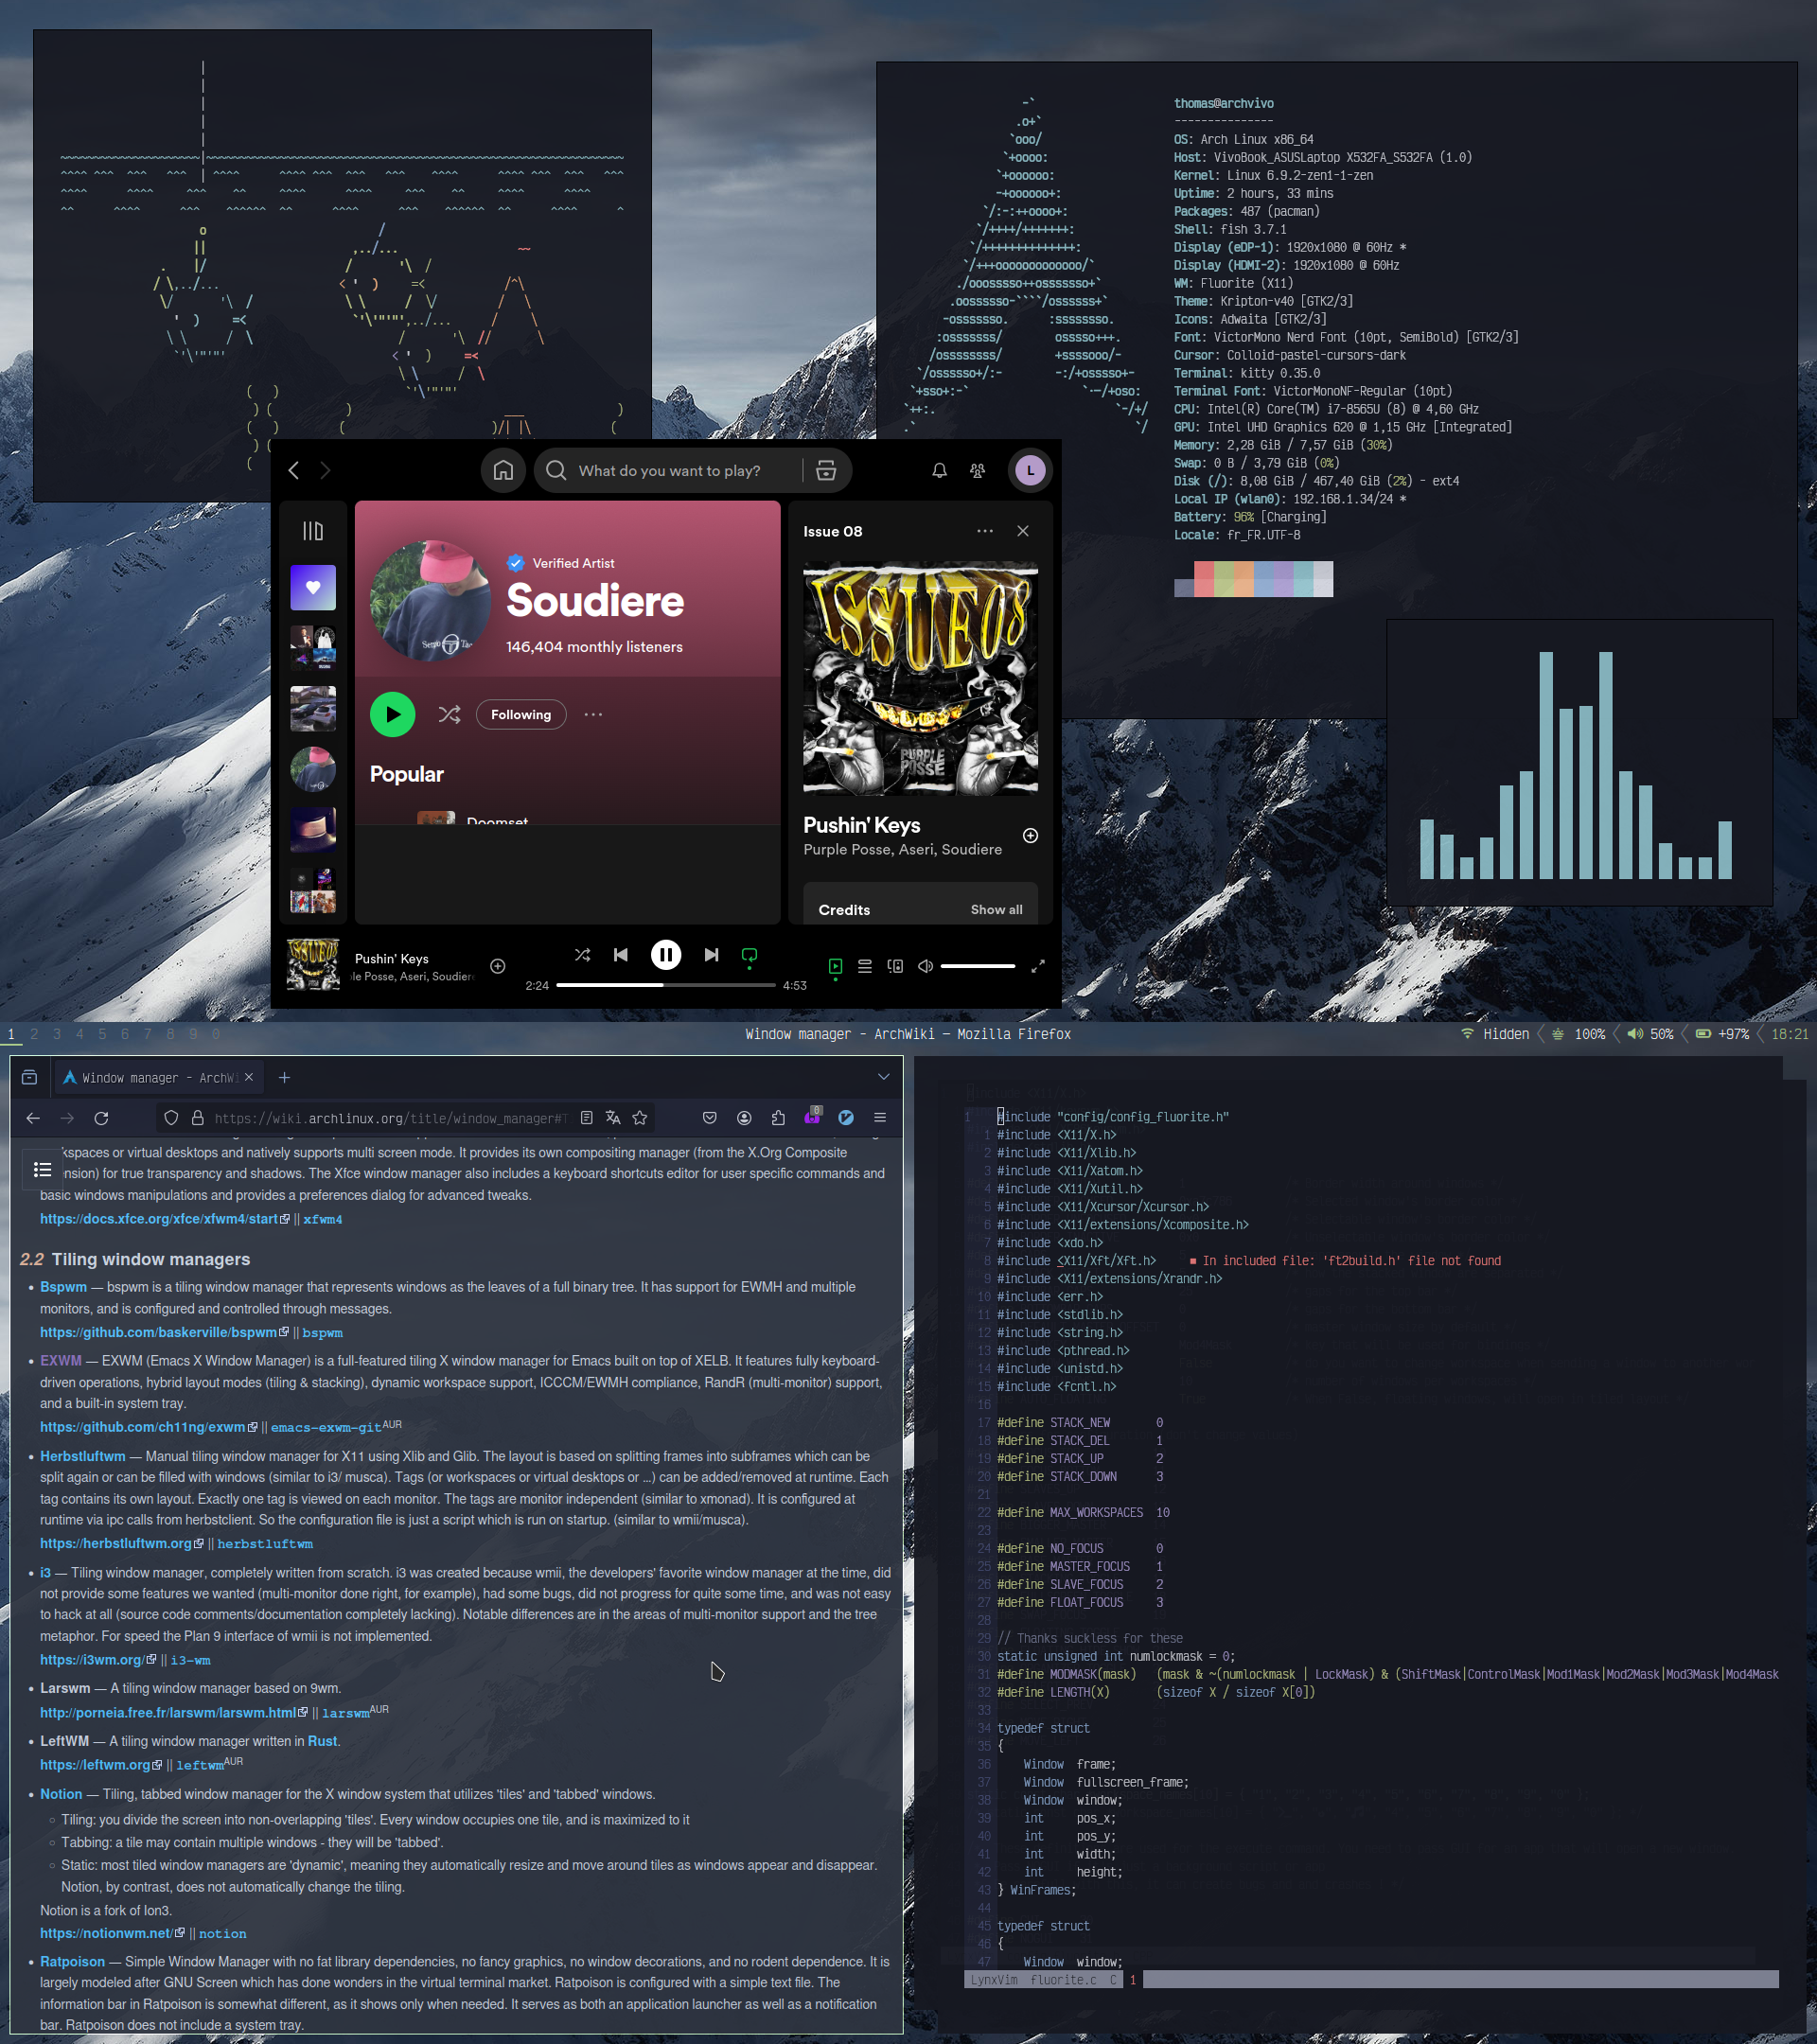 thomas@archvivo
---------------
OS: Arch Linux x86_64
Host: VivoBook_ASUSLaptop X532FA_S532FA (1.0)
Kernel: Linux 6.9.2-zen1-1-zen
Uptime: 2 hours, 33 mins
Packages: 487 (pacman)
Shell: fish 3.7.1
Display (eDP-1): 1920x1080 @ 60Hz *
Display (HDMI-2): 1920x1080 @ 60Hz
WM: Fluorite (X11)
Theme: Kripton-v40 [GTK2/3]
Icons: Adwaita [GTK2/3]
Font: VictorMono Nerd Font (10pt, SemiBold) [GTK2/3]
Cursor: Colloid-pastel-cursors-dark
Terminal: kitty 0.35.0
Terminal Font: VictorMonoNF-Regular (10pt)
CPU: Intel(R) Core(TM) i7-8565U (8) @ 4,60 GHz
GPU: Intel UHD Graphics 620 @ 1,15 GHz [Integrated]
Memory: 2,28 GiB / 7,57 GiB (30%)
Swap: 0 B / 3,79 GiB (0%)
Disk (/): 8,08 GiB / 467,40 GiB (2%) - ext4
Local IP (wlan0): 192.168.1.34/24 *
Battery: 96% [Charging]
Locale: fr_FR.UTF-8
What do you want to play?
L
Verified Artist
Soudiere
146,404 monthly listeners
Following
Popular
Doomset
Issue 08
ISSUE08
PURPLE
POSSE
Pushin' Keys
Purple Posse, Aseri, Soudiere
Credits Show all
Pushin' Keys
le Posse, Aseri, Soudiere
2:24 4:53
1 2 3 4 5 6 7 8 9 0 Window manager - ArchWiki — Mozilla Firefox Hidden 100% 50% +97% 18:21
Window manager - ArchWi
https://wiki.archlinux.org/title/window_manager#T
0
kspaces or virtual desktops and natively supports multi screen mode. It provides its own compositing manager (from the X.Org Composite
ension) for true transparency and shadows. The Xfce window manager also includes a keyboard shortcuts editor for user specific commands and
basic windows manipulations and provides a preferences dialog for advanced tweaks.
https://docs.xfce.org/xfce/xfwm4/start || xfwm4
2.2 Tiling window managers
• Bspwm — bspwm is a tiling window manager that represents windows as the leaves of a full binary tree. It has support for EWMH and multiple
monitors, and is configured and controlled through messages.
https://github.com/baskerville/bspwm || bspwm
• EXWM — EXWM (Emacs X Window Manager) is a full-featured tiling X window manager for Emacs built on top of XELB. It features fully keyboard-
driven operations, hybrid layout modes (tiling & stacking), dynamic workspace support, ICCCM/EWMH compliance, RandR (multi-monitor) support,
and a built-in system tray.
https://github.com/ch11ng/exwm || emacs-exwm-gitAUR
• Herbstluftwm — Manual tiling window manager for X11 using Xlib and Glib. The layout is based on splitting frames into subframes which can be
split again or can be filled with windows (similar to i3/ musca). Tags (or workspaces or virtual desktops or …) can be added/removed at runtime. Each
tag contains its own layout. Exactly one tag is viewed on each monitor. The tags are monitor independent (similar to xmonad). It is configured at
runtime via ipc calls from herbstclient. So the configuration file is just a script which is run on startup. (similar to wmii/musca).
https://herbstluftwm.org || herbstluftwm
• i3 — Tiling window manager, completely written from scratch. i3 was created because wmii, the developers' favorite window manager at the time, did
not provide some features we wanted (multi-monitor done right, for example), had some bugs, did not progress for quite some time, and was not easy
to hack at all (source code comments/documentation completely lacking). Notable differences are in the areas of multi-monitor support and the tree
metaphor. For speed the Plan 9 interface of wmii is not implemented.
https://i3wm.org/ || i3-wm
• Larswm — A tiling window manager based on 9wm.
http://porneia.free.fr/larswm/larswm.html || larswmAUR
• LeftWM — A tiling window manager written in Rust.
https://leftwm.org || leftwmAUR
• Notion — Tiling, tabbed window manager for the X window system that utilizes 'tiles' and 'tabbed' windows.
Tiling: you divide the screen into non-overlapping 'tiles'. Every window occupies one tile, and is maximized to it
Tabbing: a tile may contain multiple windows - they will be 'tabbed'.
Static: most tiled window managers are 'dynamic', meaning they automatically resize and move around tiles as windows appear and disappear.
Notion, by contrast, does not automatically change the tiling.
Notion is a fork of Ion3.
https://notionwm.net/ || notion
• Ratpoison — Simple Window Manager with no fat library dependencies, no fancy graphics, no window decorations, and no rodent dependence. It is
largely modeled after GNU Screen which has done wonders in the virtual terminal market. Ratpoison is configured with a simple text file. The
information bar in Ratpoison is somewhat different, as it shows only when needed. It serves as both an application launcher as well as a notification
bar. Ratpoison does not include a system tray.
1 #include "config/config_fluorite.h"
1 #include <X11/X.h>
2 #include <X11/Xlib.h>
3 #include <X11/Xatom.h>
4 #include <X11/Xutil.h>
5 #include <X11/Xcursor/Xcursor.h>
6 #include <X11/extensions/Xcomposite.h>
7 #include <xdo.h>
8 #include <X11/Xft/Xft.h> ■ In included file: 'ft2build.h' file not found
9 #include <X11/extensions/Xrandr.h>
10 #include <err.h>
11 #include <stdlib.h>
12 #include <string.h>
13 #include <pthread.h>
14 #include <unistd.h>
15 #include <fcntl.h>
16
17 #define STACK_NEW 0
18 #define STACK_DEL 1
19 #define STACK_UP 2
20 #define STACK_DOWN 3
21
22 #define MAX_WORKSPACES 10
23
24 #define NO_FOCUS 0
25 #define MASTER_FOCUS 1
26 #define SLAVE_FOCUS 2
27 #define FLOAT_FOCUS 3
28
29 // Thanks suckless for these
30 static unsigned int numlockmask = 0;
31 #define MODMASK(mask) (mask & ~(numlockmask | LockMask) & (ShiftMask|ControlMask|Mod1Mask|Mod2Mask|Mod3Mask|Mod4Mask
32 #define LENGTH(X) (sizeof X / sizeof X[0])
33
34 typedef struct
35 {
36 Window frame;
37 Window fullscreen_frame;
38 Window window;
39 int pos_x;
40 int pos_y;
41 int width;
42 int height;
43 } WinFrames;
44
45 typedef struct
46 {
47 Window window;
LynxVim fluorite.c C 1